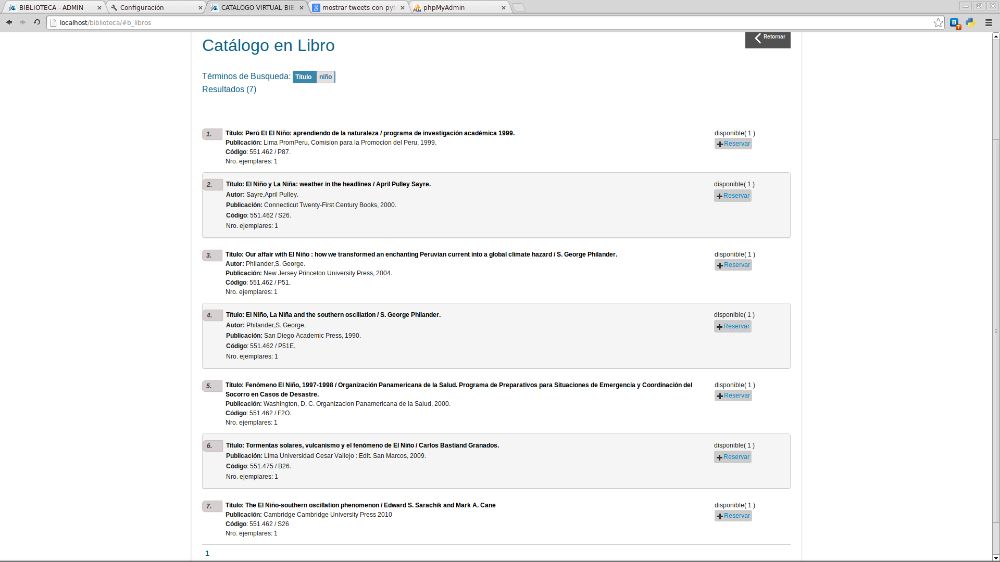 BIBLIOTECA - ADMIN
Configuración
CATALOGO VIRTUAL BIB
mostrar tweets con pyt
phpMyAdmin
localhost/biblioteca/#b_libros
Catálogo en Libro
Retornar
Términos de Busqueda: Titulo niño
Resultados (7)
1.
Título: Perú Et El Niño: aprendiendo de la naturaleza / programa de investigación académica 1999.
Publicación: Lima PromPeru, Comision para la Promocion del Peru, 1999.
Código: 551.462 / P87.
Nro. ejemplares: 1
disponible( 1 )
Reservar
2.
Título: El Niño y La Niña: weather in the headlines / April Pulley Sayre.
Autor: Sayre,April Pulley.
Publicación: Connecticut Twenty-First Century Books, 2000.
Código: 551.462 / S26.
Nro. ejemplares: 1
disponible( 1 )
Reservar
3.
Título: Our affair with El Niño : how we transformed an enchanting Peruvian current into a global climate hazard / S. George Philander.
Autor: Philander,S. George.
Publicación: New Jersey Princeton University Press, 2004.
Código: 551.462 / P51.
Nro. ejemplares: 1
disponible( 1 )
Reservar
4.
Título: El Niño, La Niña and the southern oscillation / S. George Philander.
Autor: Philander,S. George.
Publicación: San Diego Academic Press, 1990.
Código: 551.462 / P51E.
Nro. ejemplares: 1
disponible( 1 )
Reservar
5.
Título: Fenómeno El Niño, 1997-1998 / Organización Panamericana de la Salud. Programa de Preparativos para Situaciones de Emergencia y Coordinación del
Socorro en Casos de Desastre.
Publicación: Washington, D. C. Organizacion Panamericana de la Salud, 2000.
Código: 551.462 / F2O.
Nro. ejemplares: 1
disponible( 1 )
Reservar
6.
Título: Tormentas solares, vulcanismo y el fenómeno de El Niño / Carlos Bastiand Granados.
Publicación: Lima Universidad Cesar Vallejo : Edit. San Marcos, 2009.
Código: 551.475 / B26.
Nro. ejemplares: 1
disponible( 1 )
Reservar
7.
Título: The El Niño-southern oscillation phenomenon / Edward S. Sarachik and Mark A. Cane
Publicación: Cambridge Cambridge University Press 2010
Código: 551.462 / S26
Nro. ejemplares: 1
disponible( 1 )
Reservar
1